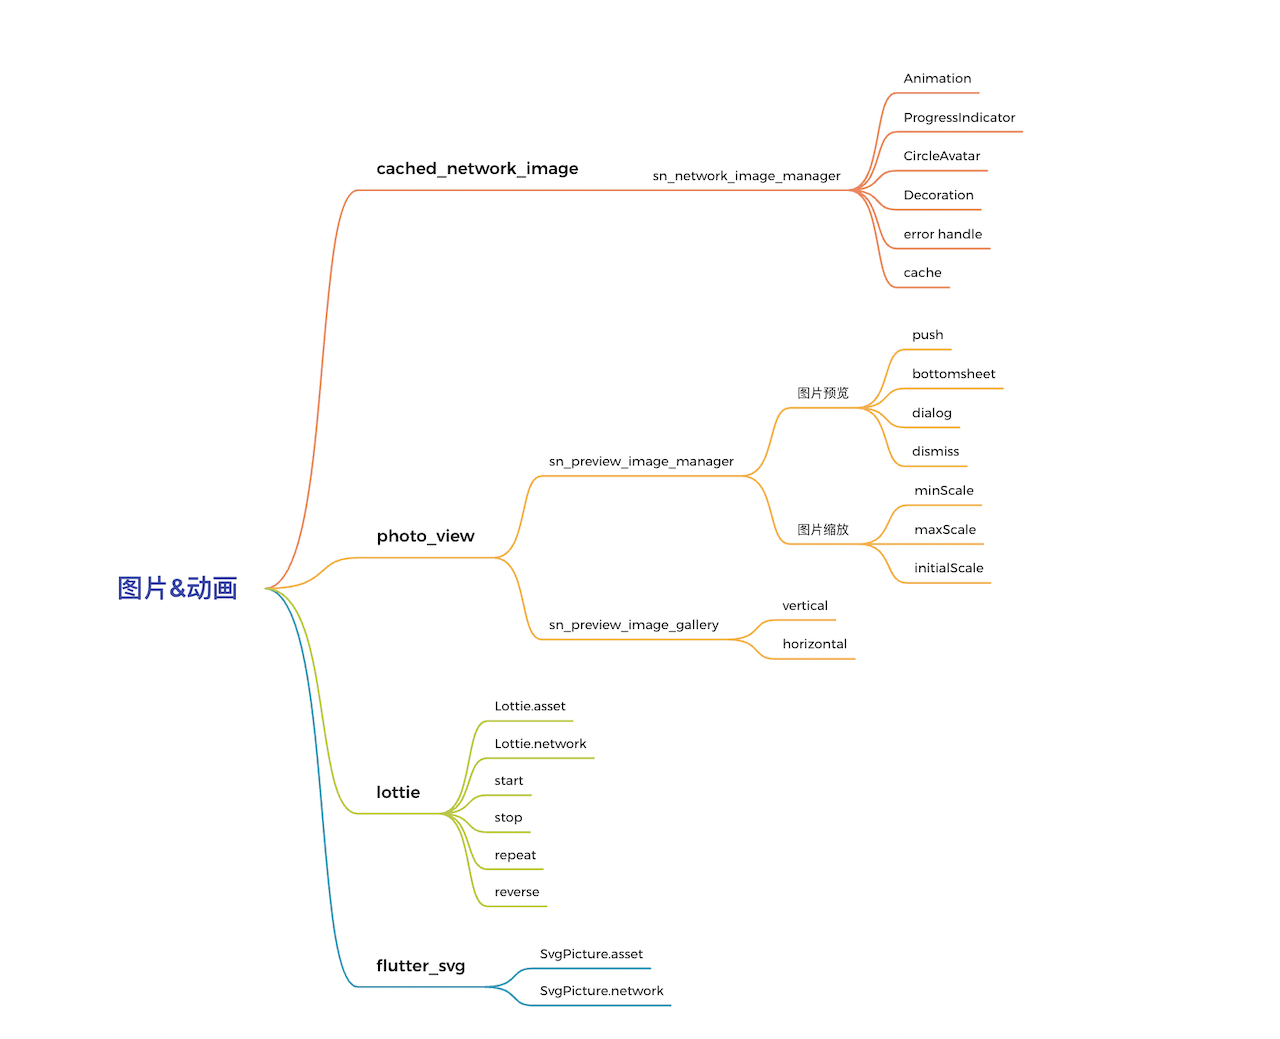 图片&动画
cached_network_image
sn_network_image_manager
Animation
ProgressIndicator
CircleAvatar
Decoration
error handle
cache
photo_view
sn_preview_image_manager
图片预览
push
bottomsheet
dialog
dismiss
图片缩放
minScale
maxScale
initialScale
sn_preview_image_gallery
vertical
horizontal
lottie
Lottie.asset
Lottie.network
start
stop
repeat
reverse
flutter_svg
SvgPicture.asset
SvgPicture.network